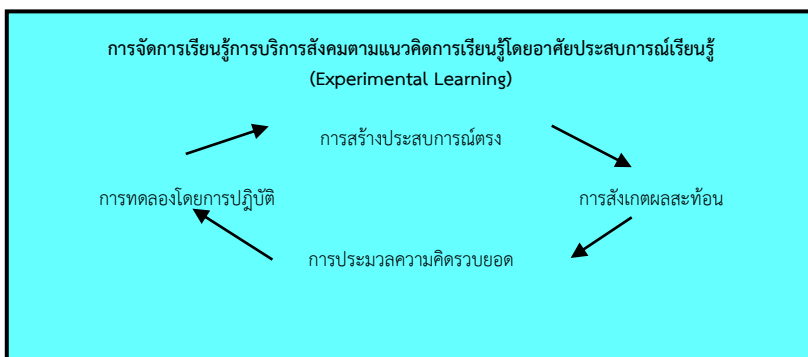 การจัดการเรียนรู้การบริการสังคมตามแนวคิดการเรียนรู้โดยอาศัยประสบการณ์เรียนรู้
(Experimental Learning)
การสร้างประสบการณ์ตรง
การทดลองโดยการปฎิบัติ
การสังเกตผลสะท้อน
การประมวลความคิดรวบยอด